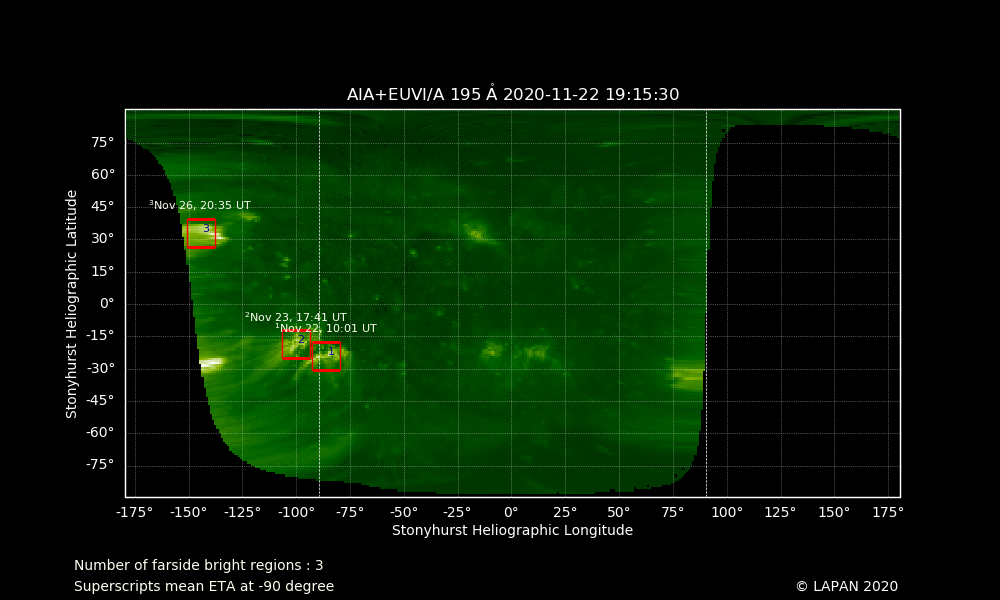 AIA+EUVI/A 195 Å 2020-11-22 19:15:30
75°
60°
45°
30°
15°
0°
-15°
-30°
-45°
-60°
-75°
Stonyhurst Heliographic Latitude
³Nov 26, 20:35 UT
3
²Nov 23, 17:41 UT
¹Nov 22, 10:01 UT
2
1
-175° -150° -125° -100° -75° -50° -25° 0° 25° 50° 75° 100° 125° 150° 175°
Stonyhurst Heliographic Longitude
Number of farside bright regions : 3
Superscripts mean ETA at -90 degree
© LAPAN 2020